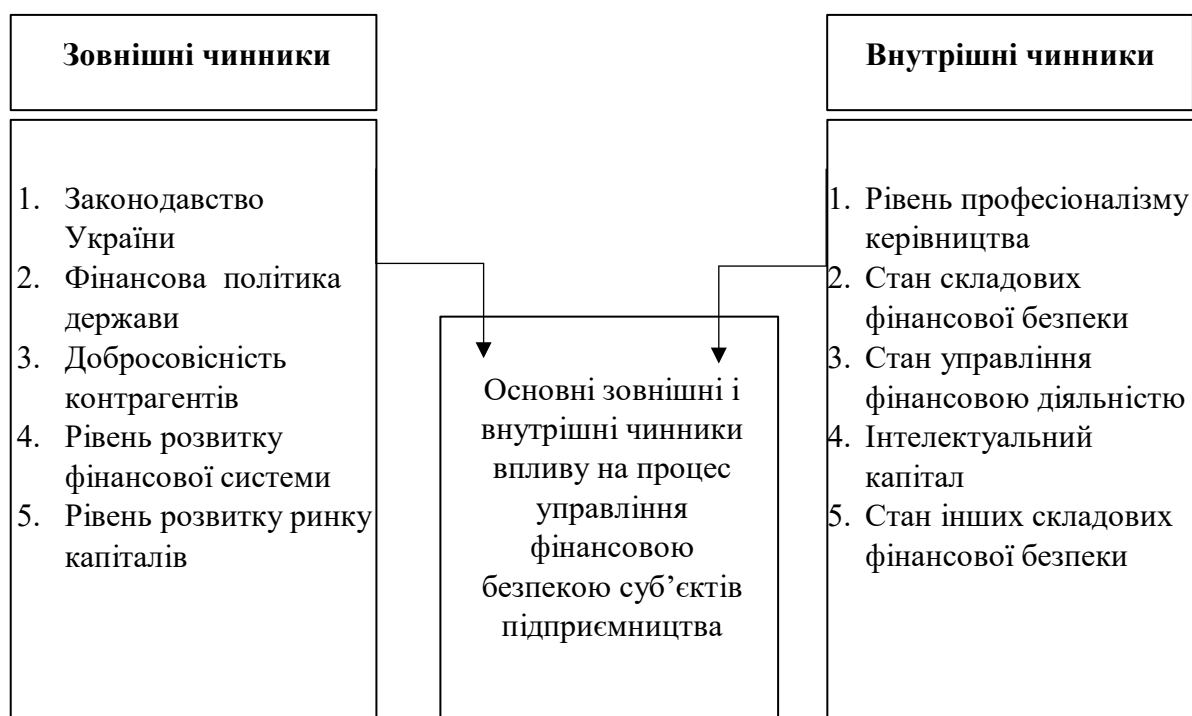 Зовнішні чинники
1. Законодавство
України
2. Фінансова політика
держави
3. Добросовісність
контрагентів
4. Рівень розвитку
фінансової системи
5. Рівень розвитку ринку
капіталів
Основні зовнішні і
внутрішні чинники
впливу на процес
управління
фінансовою
безпекою суб’єктів
підприємництва
Внутрішні чинники
1. Рівень професіоналізму
керівництва
2. Стан складових
фінансової безпеки
3. Стан управління
фінансовою діяльністю
4. Інтелектуальний
капітал
5. Стан інших складових
фінансової безпеки